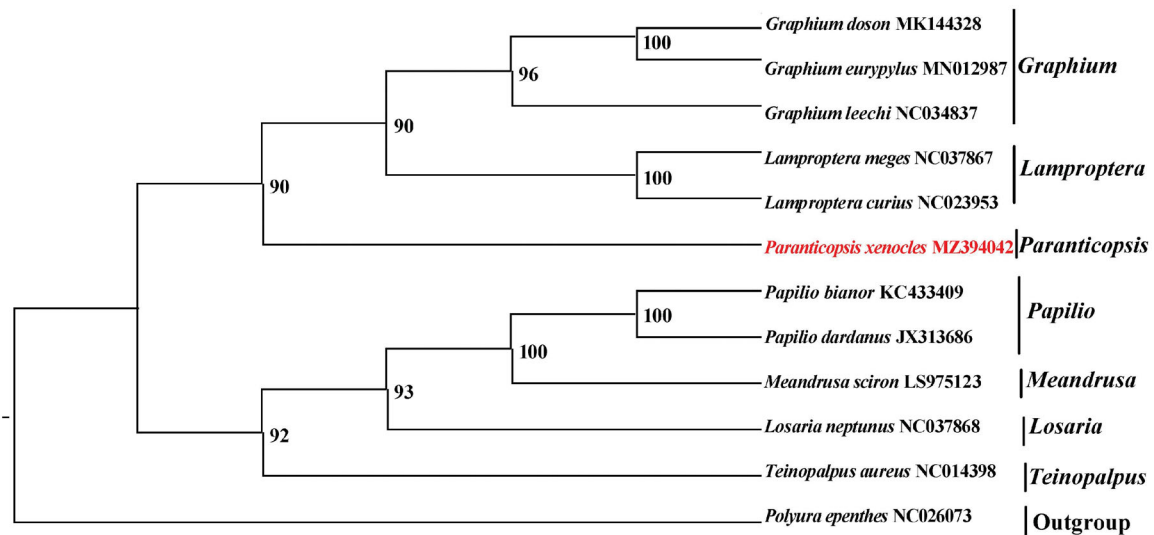 Graphium doson MK144328
100
Graphium eurypylus MN012987
Graphium
96
Graphium leechi NC034837
90
Lamproptera meges NC037867
100
Lamproptera
Lamproptera curius NC023953
90
Paranticopsis xenocles MZ394042
Paranticopsis
Papilio bianor KC433409
100
Papilio
Papilio dardanus JX313686
100
Meandrusa sciron LS975123
Meandrusa
93
Losaria neptunus NC037868
Losaria
92
Teinopalpus aureus NC014398
Teinopalpus
Polyura epenthes NC026073
Outgroup